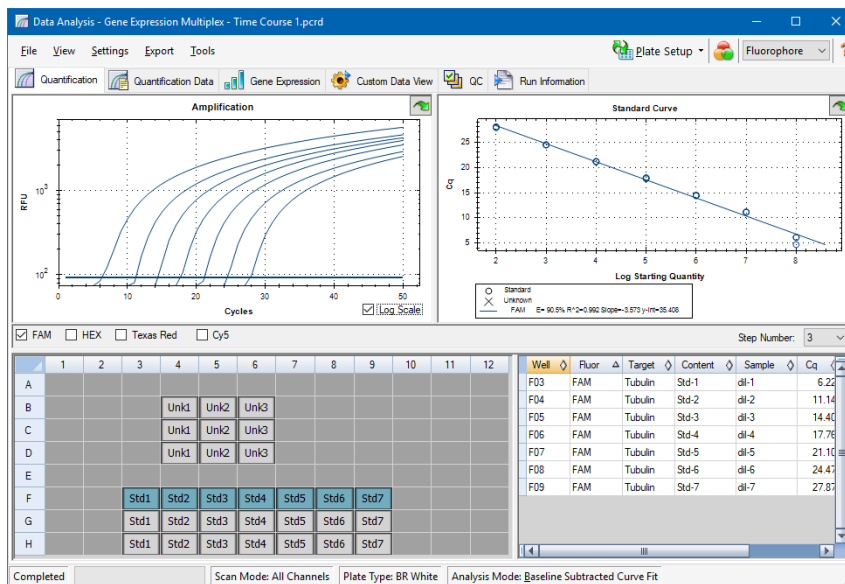 Data Analysis - Gene Expression Multiplex - Time Course 1.pcrd
File View Settings Export Tools Plate Setup Fluorophore
Quantification Quantification Data Gene Expression Custom Data View QC Run Information
Amplification
RFU
10^3
10^2
0 10 20 30 40 50
Cycles
Log Scale
Standard Curve
Cq
25
20
15
10
5
2 3 4 5 6 7 8
Log Starting Quantity
Standard
Unknown
FAM E= 90.5% R^2=0.992 Slope=-3.573 y-int=35.408
FAM HEX Texas Red Cy5 Step Number: 3
1 2 3 4 5 6 7 8 9 10 11 12
A
B Unk1 Unk2 Unk3
C Unk1 Unk2 Unk3
D Unk1 Unk2 Unk3
E
F Std1 Std2 Std3 Std4 Std5 Std6 Std7
G Std1 Std2 Std3 Std4 Std5 Std6 Std7
H Std1 Std2 Std3 Std4 Std5 Std6 Std7
Well Fluor Target Content Sample Cq
F03 FAM Tubulin Std-1 dil-1 6.22
F04 FAM Tubulin Std-2 dil-2 11.14
F05 FAM Tubulin Std-3 dil-3 14.40
F06 FAM Tubulin Std-4 dil-4 17.76
F07 FAM Tubulin Std-5 dil-5 21.10
F08 FAM Tubulin Std-6 dil-6 24.47
F09 FAM Tubulin Std-7 dil-7 27.87
Completed Scan Mode: All Channels Plate Type: BR White Analysis Mode: Baseline Subtracted Curve Fit